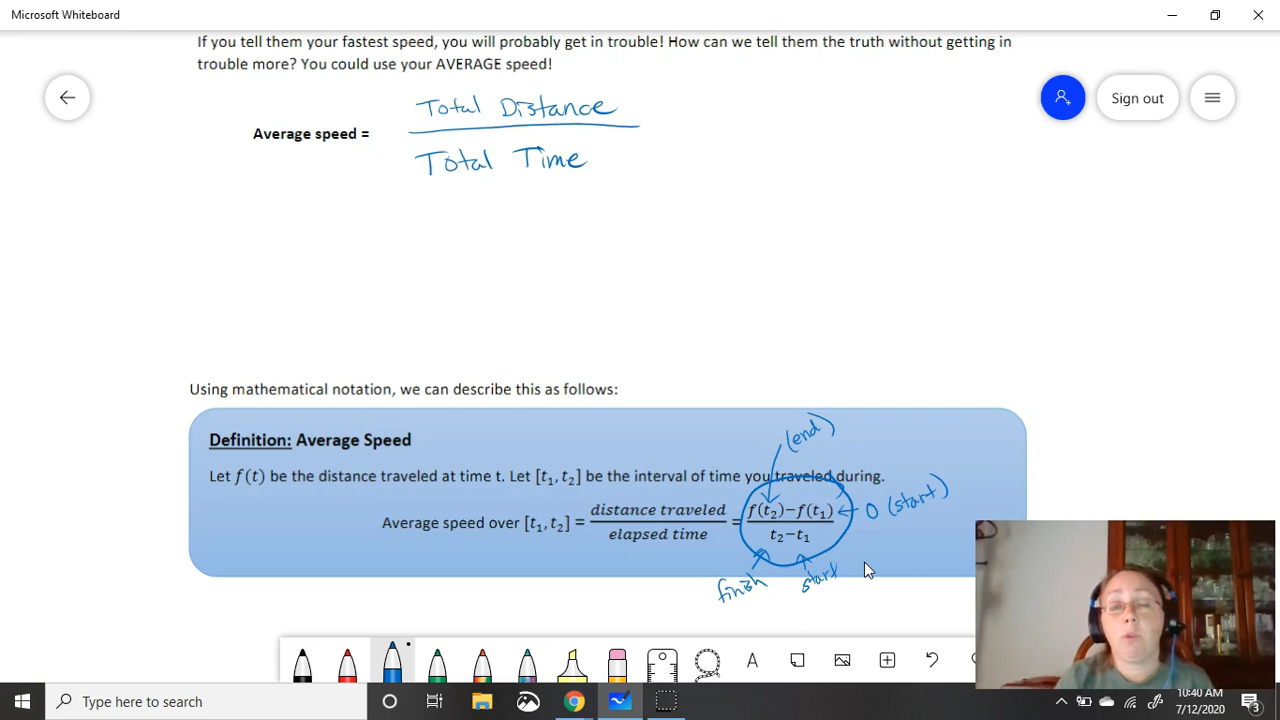 Microsoft Whiteboard
If you tell them your fastest speed, you will probably get in trouble! How can we tell them the truth without getting in
trouble more? You could use your AVERAGE speed!
Sign out
Total Distance
Average speed =
Total Time
Using mathematical notation, we can describe this as follows:
(end)
Definition: Average Speed
Let f(t) be the distance traveled at time t. Let [t₁, t₂] be the interval of time you traveled during.
Average speed over [t₁, t₂] = distance traveled / elapsed time = f(t₂)−f(t₁) / t₂−t₁
0 (start)
finish
start
A
Type here to search
10:40 AM
7/12/2020
3